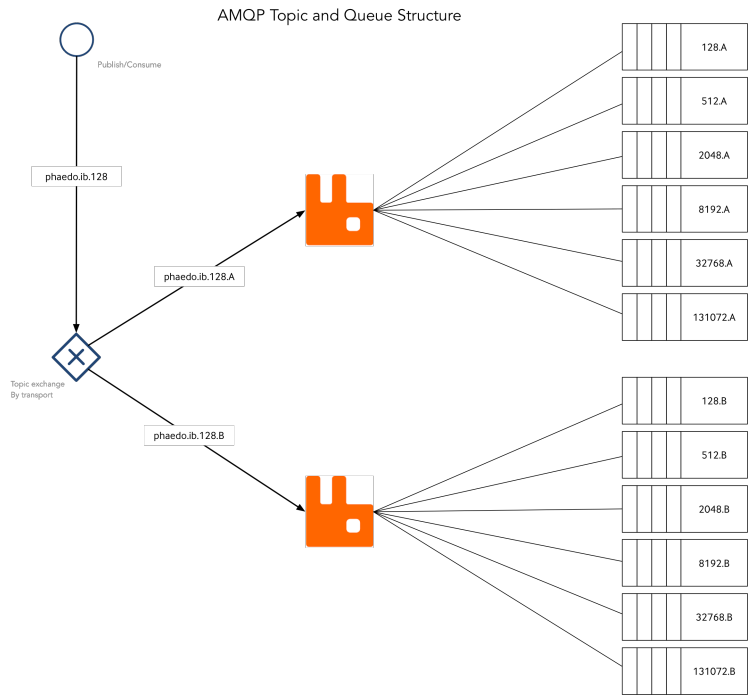 AMQP Topic and Queue Structure
Publish/Consume
phaedo.ib.128
phaedo.ib.128.A
Topic exchange
By transport
phaedo.ib.128.B
128.A
512.A
2048.A
8192.A
32768.A
131072.A
128.B
512.B
2048.B
8192.B
32768.B
131072.B